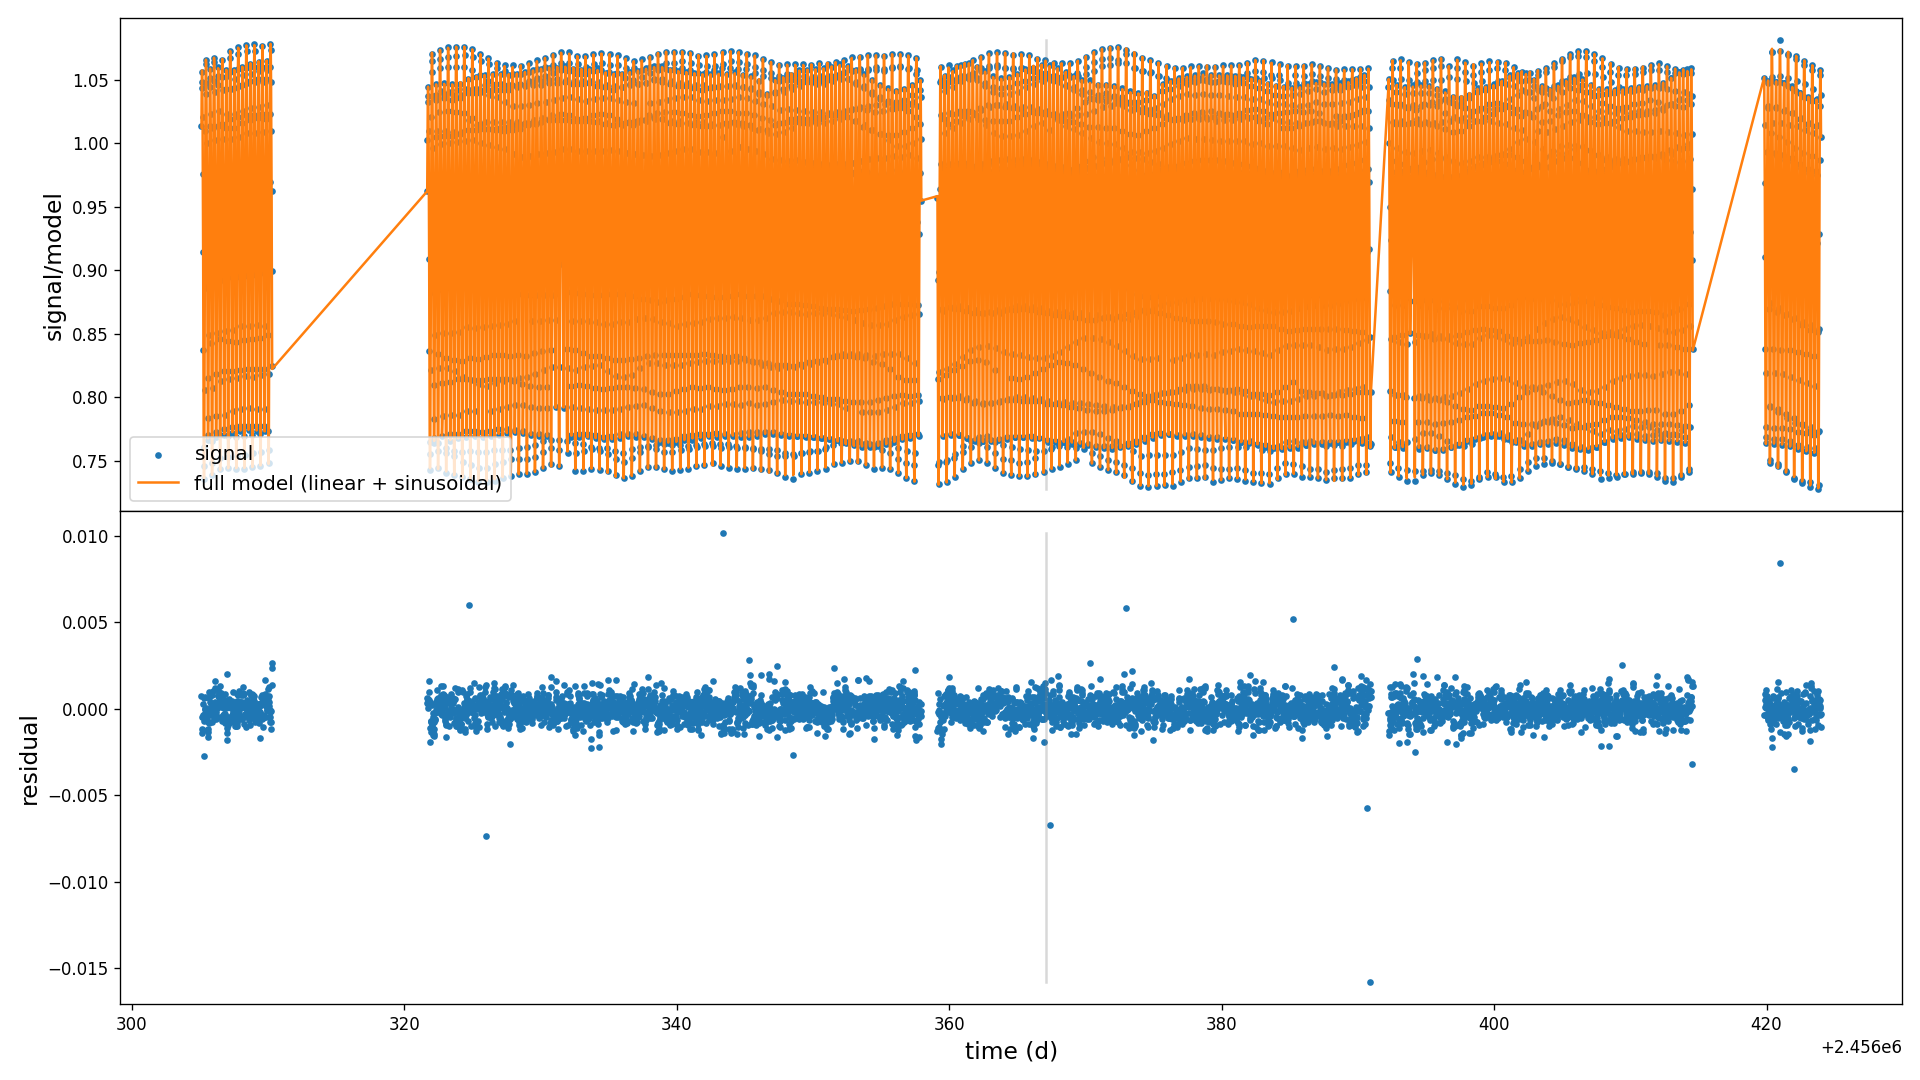 signal/model
1.05
1.00
0.95
0.90
0.85
0.80
0.75
signal
full model (linear + sinusoidal)
residual
0.010
0.005
0.000
−0.005
−0.010
−0.015
300 320 340 360 380 400 420
time (d)
+2.456e6